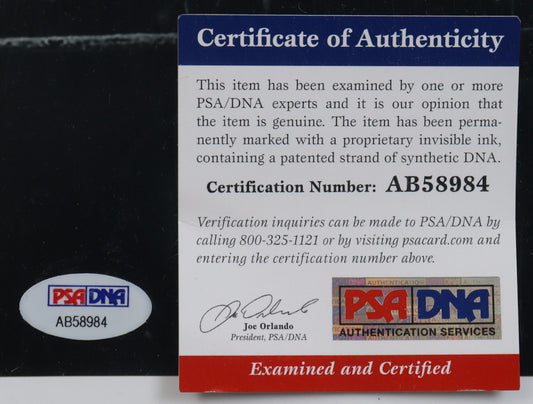 Certificate of Authenticity
This item has been examined by one or more
PSA/DNA experts and it is our opinion that
the item is genuine. The item has been perma-
nently marked with a proprietary invisible ink,
containing a patented strand of synthetic DNA.
Certification Number: AB58984
Verification inquiries can be made to PSA/DNA by
calling 800-325-1121 or by visiting psacard.com and
entering the certification number above.
Joe Orlando
President, PSA/DNA
PSA DNA
AUTHENTICATION SERVICES
Examined and Certified
PSA DNA
AB58984